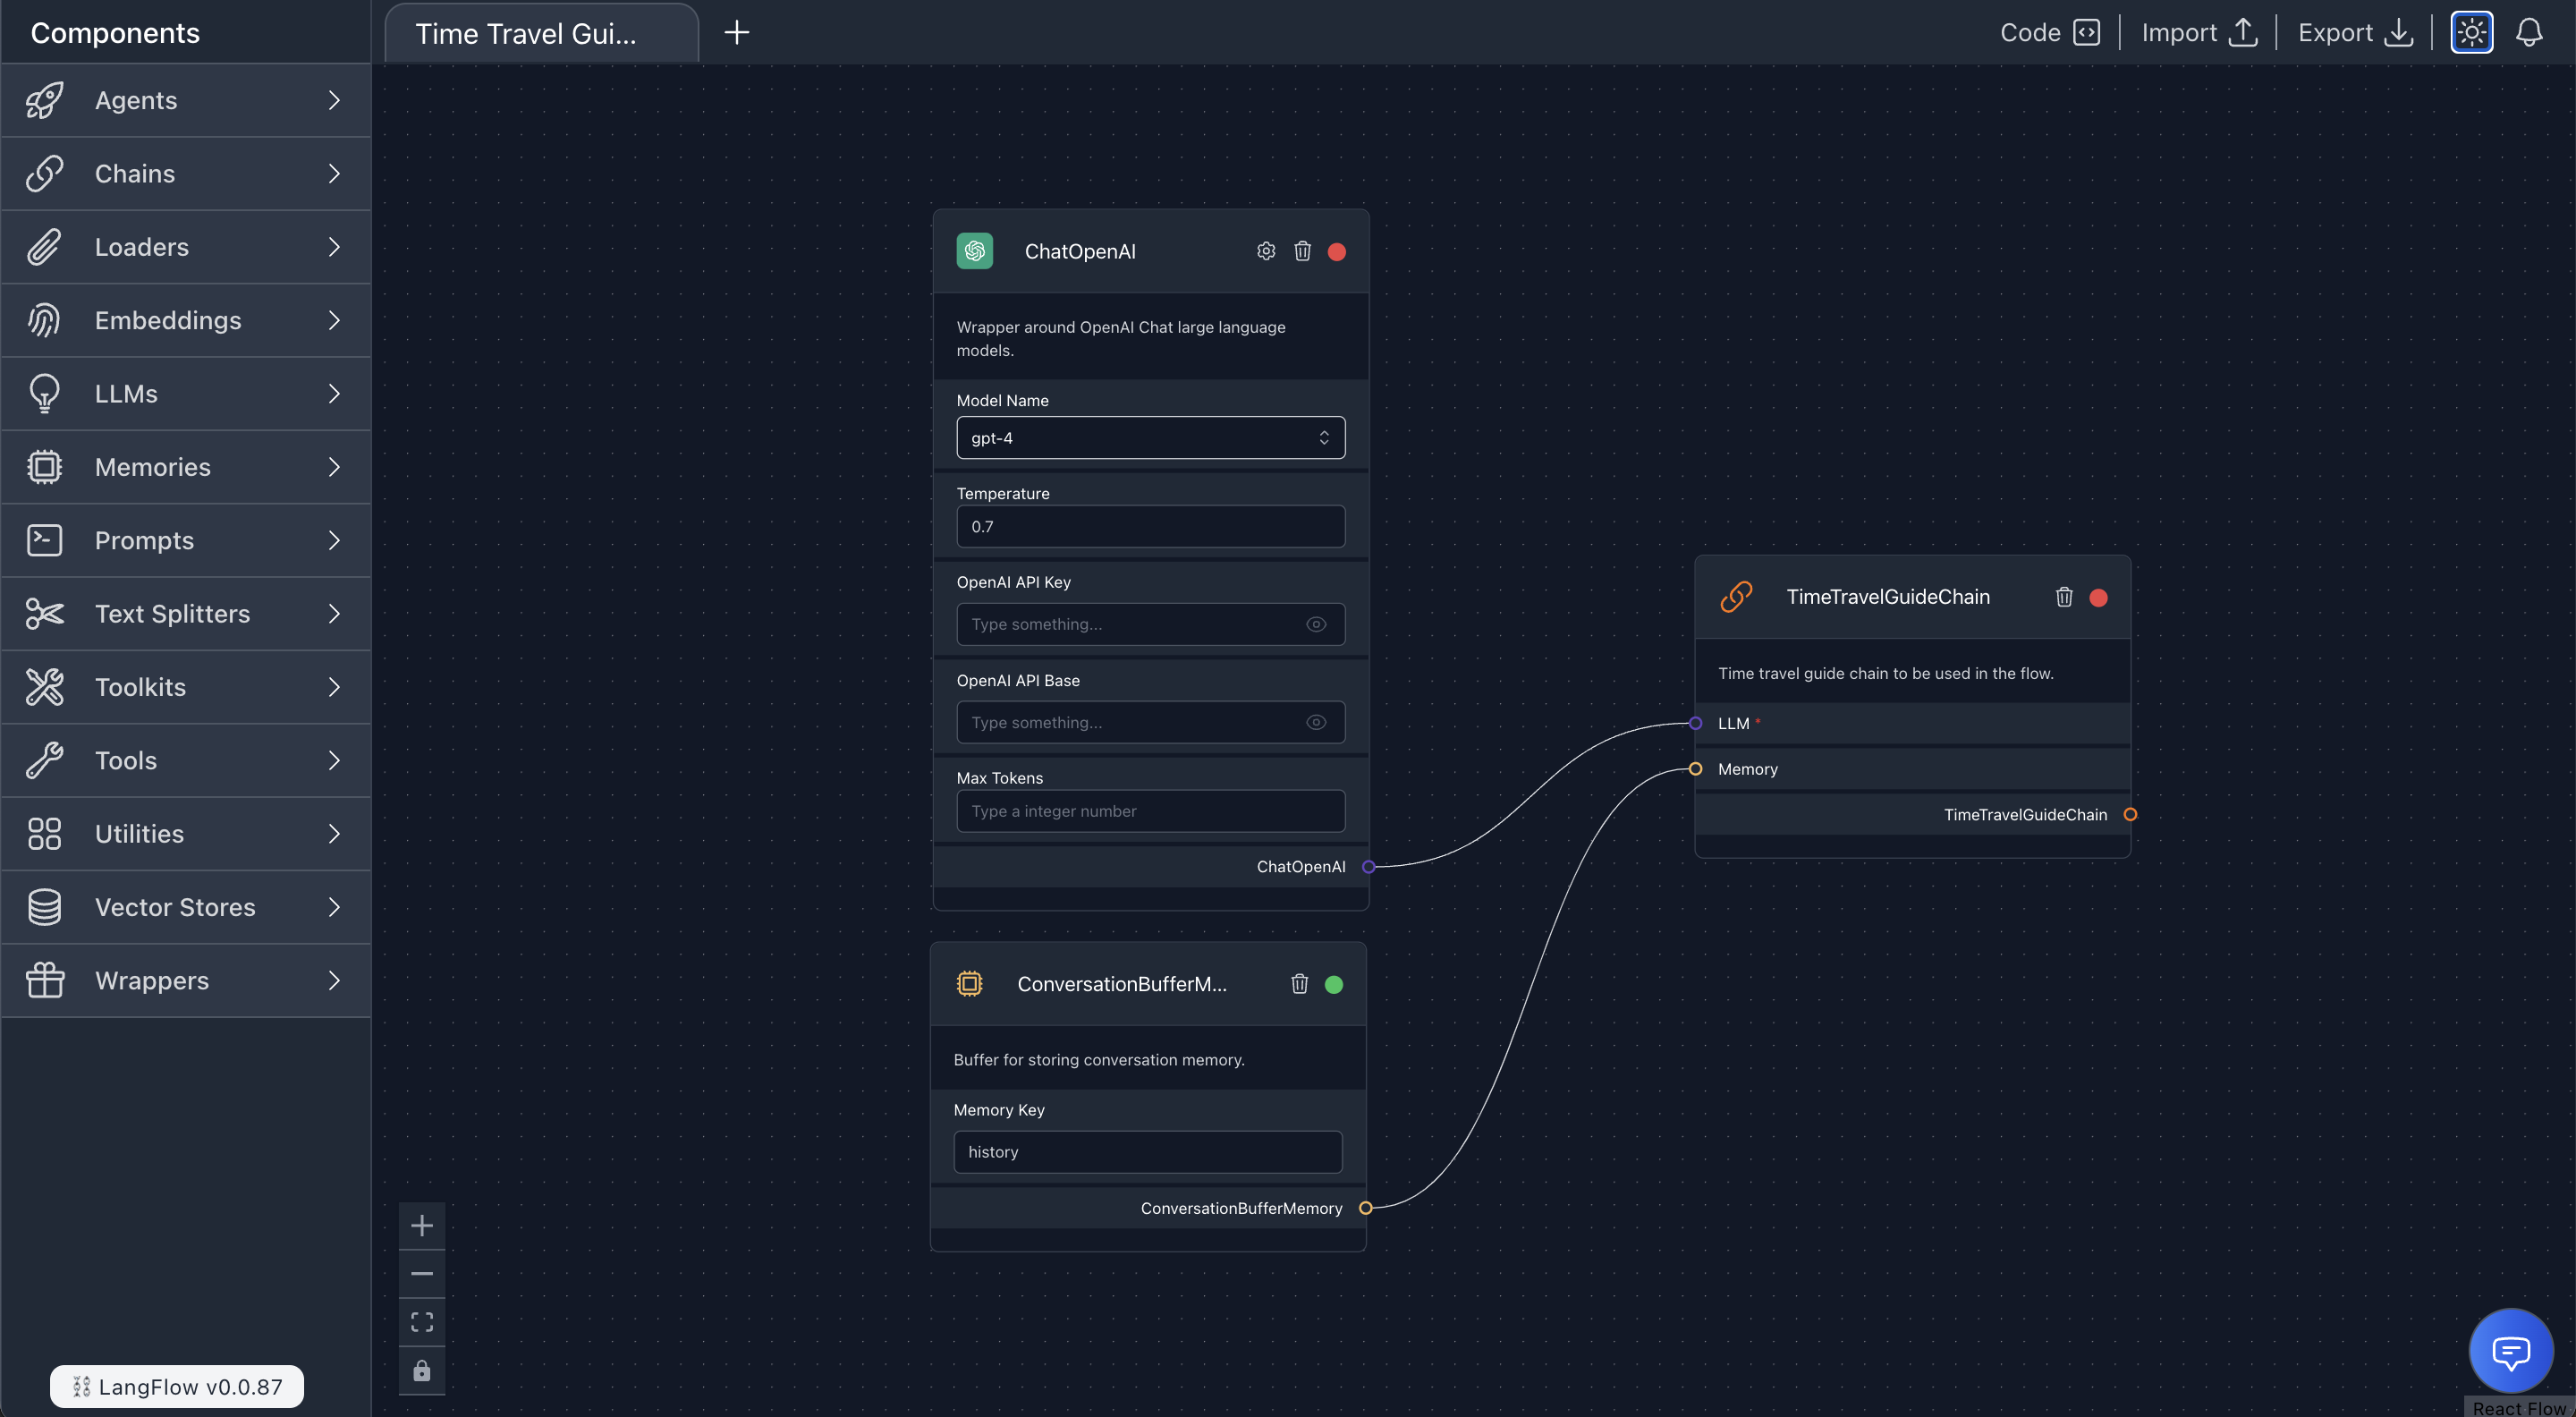 Components
Time Travel Gui...
Code
Import
Export
Agents
Chains
Loaders
Embeddings
LLMs
Memories
Prompts
Text Splitters
Toolkits
Tools
Utilities
Vector Stores
Wrappers
LangFlow v0.0.87
ChatOpenAI
Wrapper around OpenAI Chat large language
models.
Model Name
gpt-4
Temperature
0.7
OpenAI API Key
Type something...
OpenAI API Base
Type something...
Max Tokens
Type a integer number
ChatOpenAI
ConversationBufferM...
Buffer for storing conversation memory.
Memory Key
history
ConversationBufferMemory
TimeTravelGuideChain
Time travel guide chain to be used in the flow.
LLM *
Memory
TimeTravelGuideChain
React Flow